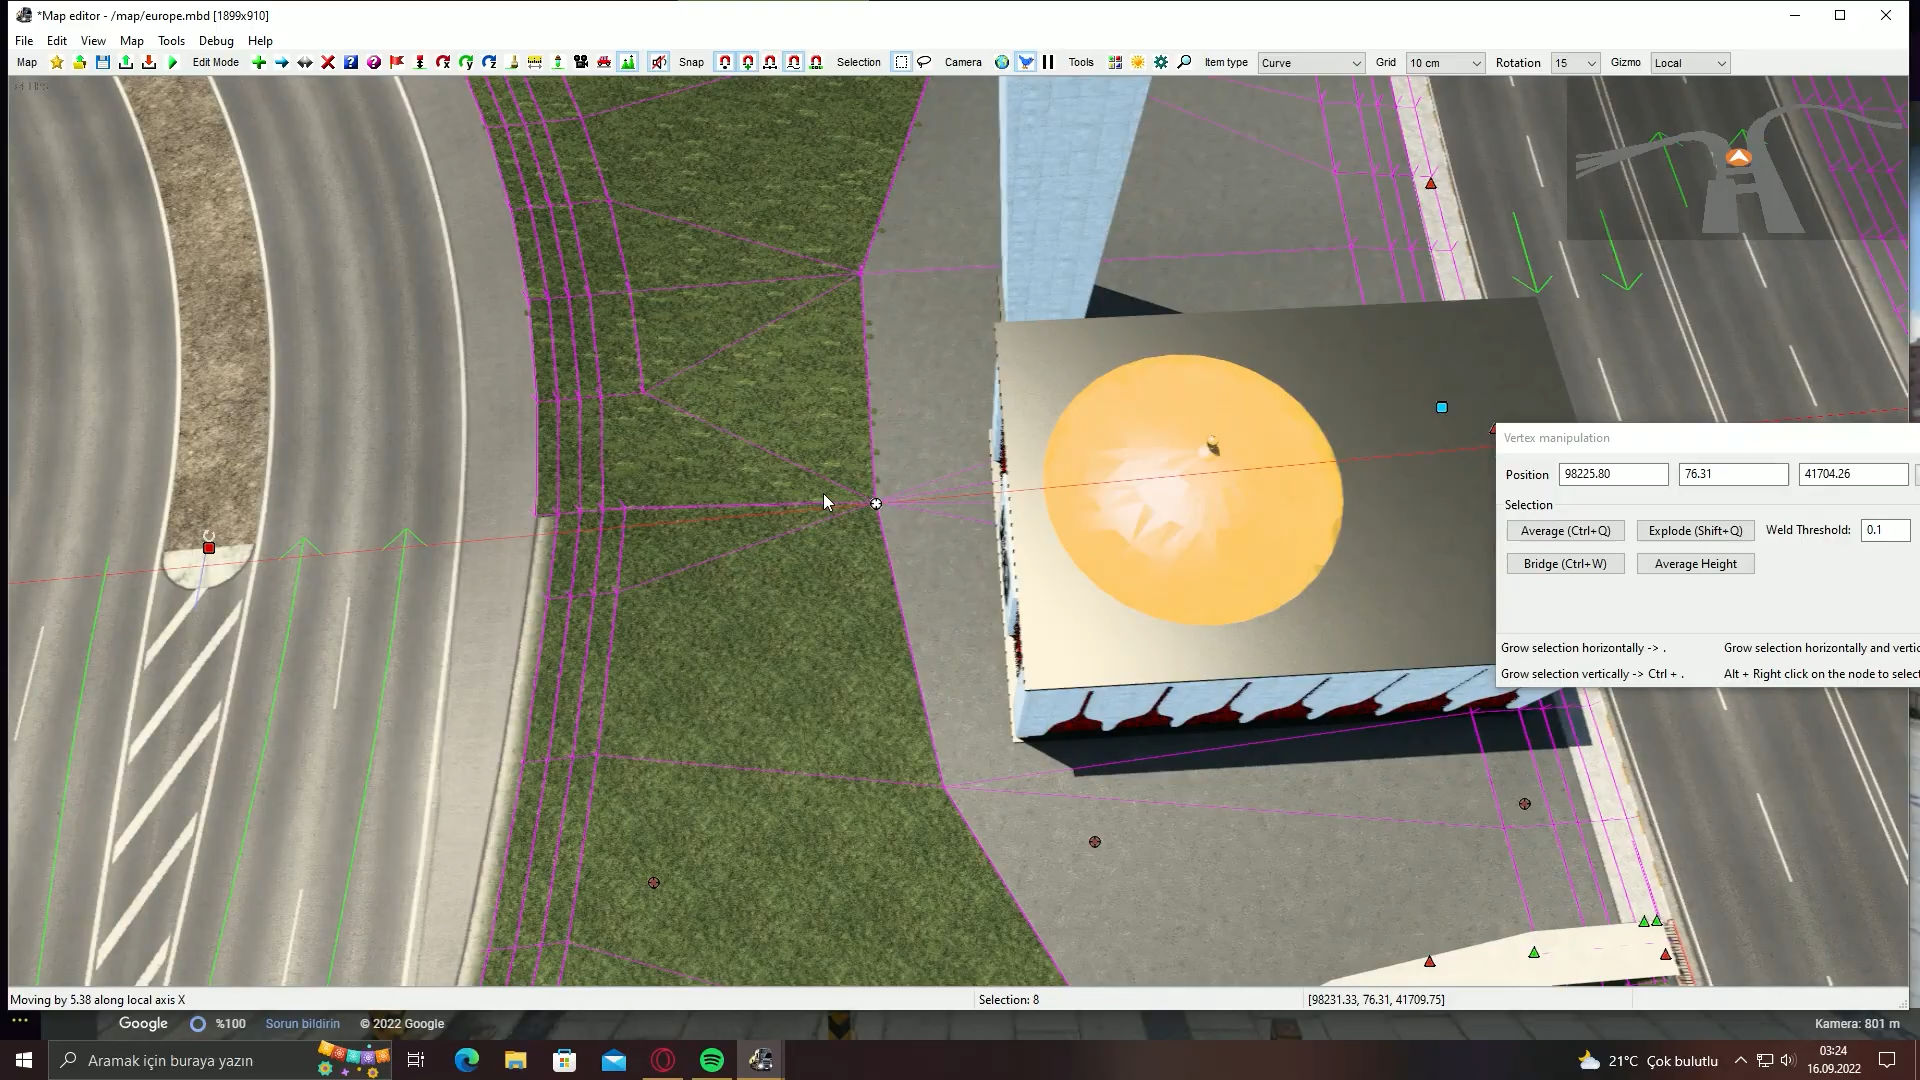 *Map editor - /map/europe.mbd [1899x910]
File Edit View Map Tools Debug Help
Map Edit Mode Snap Selection Camera Tools Item type Curve Grid 10 cm Rotation 15 Gizmo Local
Vertex manipulation
Position 98225.80 76.31 41704.26
Selection
Average (Ctrl+Q) Explode (Shift+Q) Weld Threshold: 0.1
Bridge (Ctrl+W) Average Height
Grow selection horizontally -> . Grow selection horizontally and vertic
Grow selection vertically -> Ctrl + . Alt + Right click on the node to select
Moving by 5.38 along local axis X Selection: 8 [98231.33, 76.31, 41709.75]
Google %100 Sorun bildirin © 2022 Google Kamera: 801 m
Aramak için buraya yazın 21°C Çok bulutlu 03:24
16.09.2022